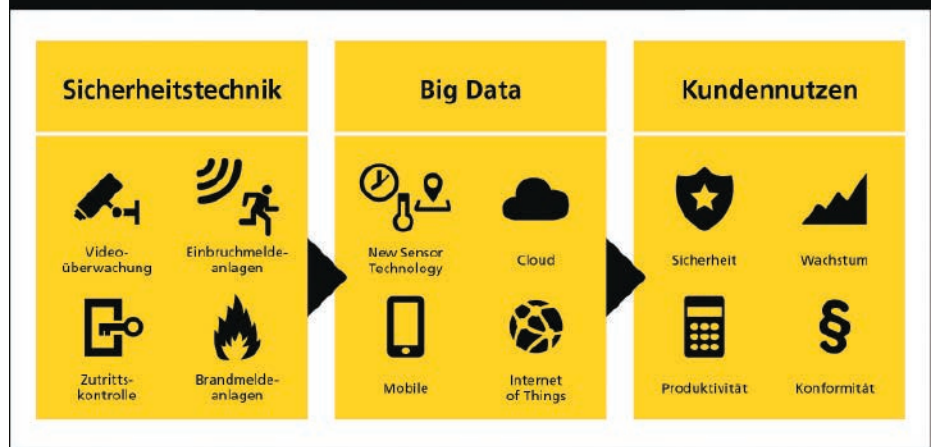 Sicherheitstechnik
Video-
überwachung
Einbruchmelde-
anlagen
Zutritts-
kontrolle
Brandmelde-
anlagen
Big Data
New Sensor
Technology
Cloud
Mobile
Internet
of Things
Kundennutzen
Sicherheit
Wachstum
Produktivität
§
Konformität